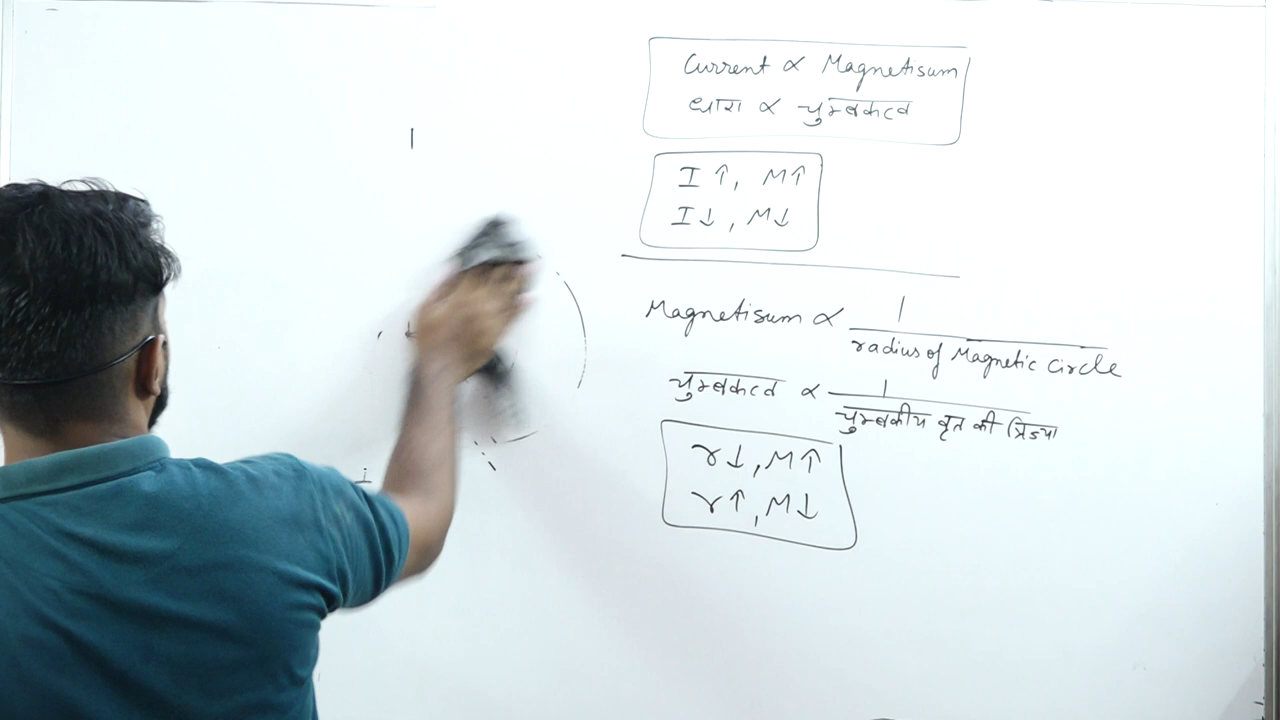 Current ∝ Magnetisum
धारा ∝ चुम्बकत्व
I ↑, M↑
I↓, M↓
Magnetisum ∝ 1/radius of Magnetic circle
चुम्बकत्व ∝ 1/चुम्बकीय वृत की त्रिज्या
r↓, M↑
r↑, M↓